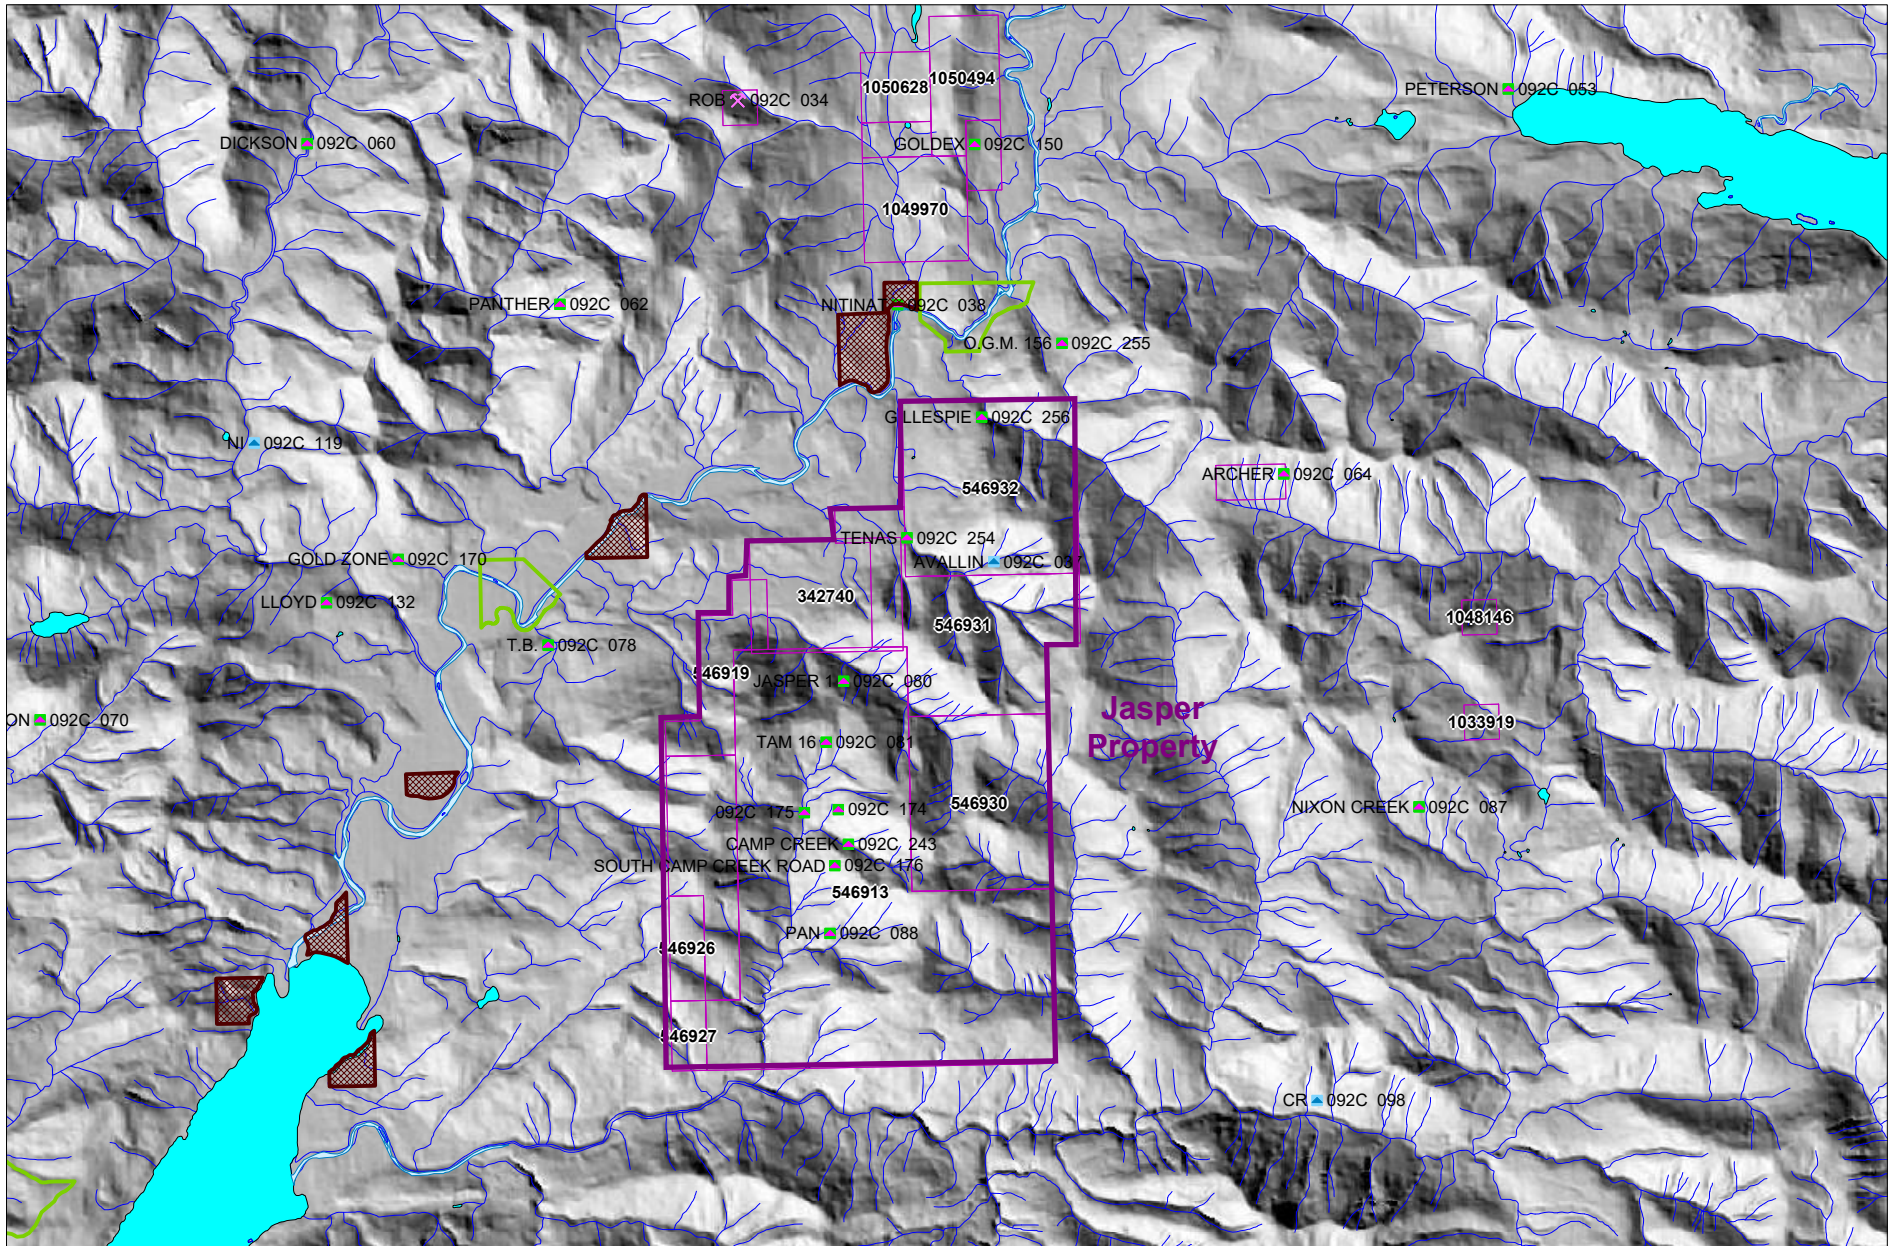 1050494
1050628
PETERSON 092C 053
ROB 092C 034
DICKSON 092C 060
GOLDEX 092C 150
1049970
PANTHER 092C 062
NITINAT 092C 038
O.G.M. 156 092C 255
GILLESPIE 092C 256
NI 092C 119
ARCHER 092C 064
546932
TENAS 092C 254
GOLD ZONE 092C 170
AVALLIN 092C 037
342740
LLOYD 092C 132
1048146
546931
T.B. 092C 078
546919
JASPER 1 092C 080
Jasper
Property
ON 092C 070
1033919
TAM 16 092C 081
546930
NIXON CREEK 092C 087
092C 175
092C 174
CAMP CREEK 092C 243
SOUTH CAMP CREEK ROAD 092C 176
546913
PAN 092C 088
546926
546927
CR 092C 098